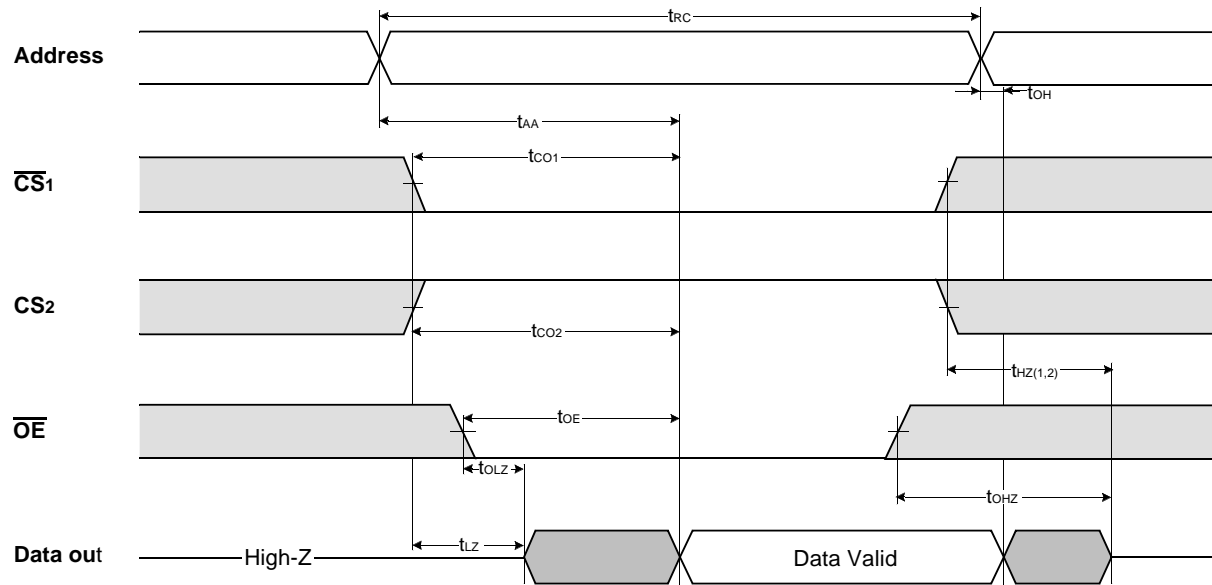 tRC
Address
tOH
tAA
tCO1
CS1
CS2
tCO2
tHZ(1,2)
OE
tOE
tOLZ
tOHZ
Data out
High-Z
tLZ
Data Valid